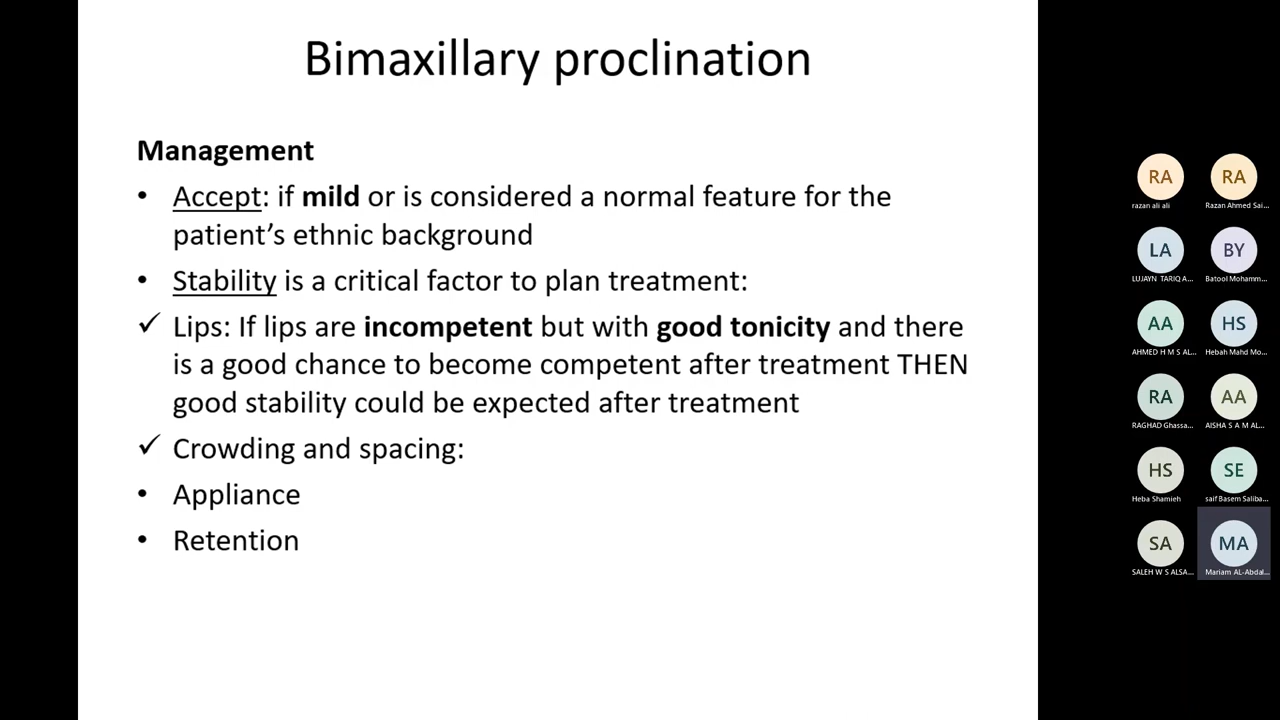 Bimaxillary proclination
Management
• Accept: if mild or is considered a normal feature for the
patient’s ethnic background
• Stability is a critical factor to plan treatment:
✓ Lips: If lips are incompetent but with good tonicity and there
is a good chance to become competent after treatment THEN
good stability could be expected after treatment
✓ Crowding and spacing:
• Appliance
• Retention
RA RA
razan ali ali Razan Ahmed Sai...
LA BY
LUJAYN TARIQ A... Batool Mohamm...
AA HS
AHMED H M S AL... Hebah Mahd Mo...
RA AA
RAGHAD Ghassa... AISHA S A M AL...
HS SE
Heba Shamieh saif Basem Saliba...
SA MA
SALEH W S ALSA... Mariam AL-Abdal...